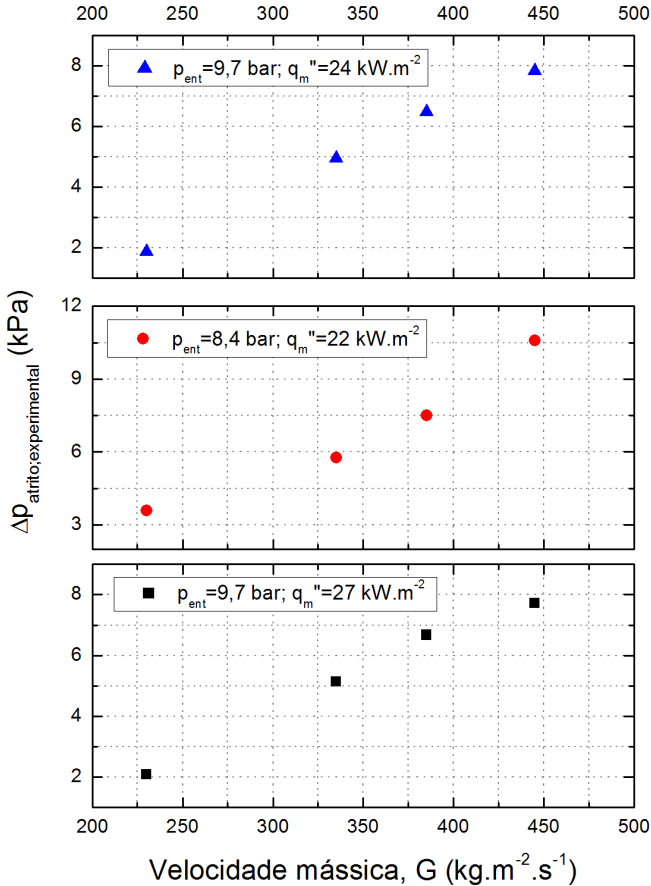 200 250 300 350 400 450 500
8
6
4
2
p_ent=9,7 bar; q_m"=24 kW.m^-2
12
9
6
3
p_ent=8,4 bar; q_m"=22 kW.m^-2
Δp_atrito;experimental (kPa)
8
6
4
2
p_ent=9,7 bar; q_m"=27 kW.m^-2
200 250 300 350 400 450 500
Velocidade mássica, G (kg.m^-2.s^-1)